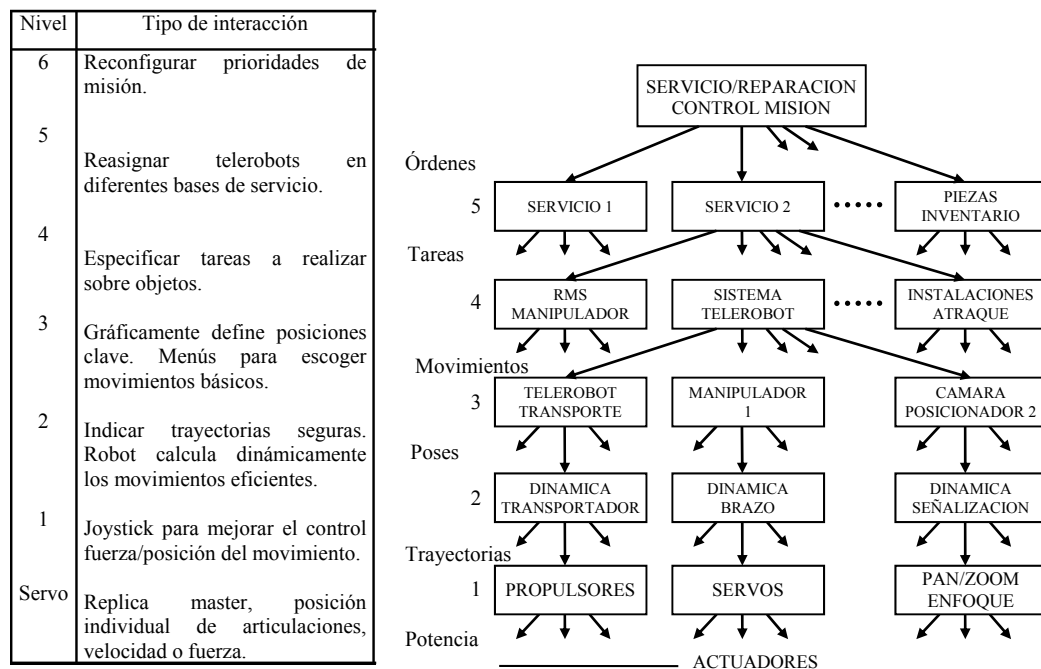 Nivel Tipo de interacción
6 Reconfigurar prioridades de
misión.
5
Reasignar telerobots en
diferentes bases de servicio.
4
Especificar tareas a realizar
sobre objetos.
3 Gráficamente define posiciones
clave. Menús para escoger
movimientos básicos.
2
Indicar trayectorias seguras.
Robot calcula dinámicamente
los movimientos eficientes.
1
Joystick para mejorar el control
fuerza/posición del movimiento.
Servo
Replica master, posición
individual de articulaciones,
velocidad o fuerza.
SERVICIO/REPARACION
CONTROL MISION
Órdenes
5
SERVICIO 1
SERVICIO 2
PIEZAS
INVENTARIO
Tareas
4
RMS
MANIPULADOR
SISTEMA
TELEROBOT
INSTALACIONES
ATRAQUE
Movimientos
3
TELEROBOT
TRANSPORTE
MANIPULADOR
1
CAMARA
POSICIONADOR 2
Poses
2
DINAMICA
TRANSPORTADOR
DINAMICA
BRAZO
DINAMICA
SEÑALIZACION
Trayectorias
1
PROPULSORES
SERVOS
PAN/ZOOM
ENFOQUE
Potencia
ACTUADORES